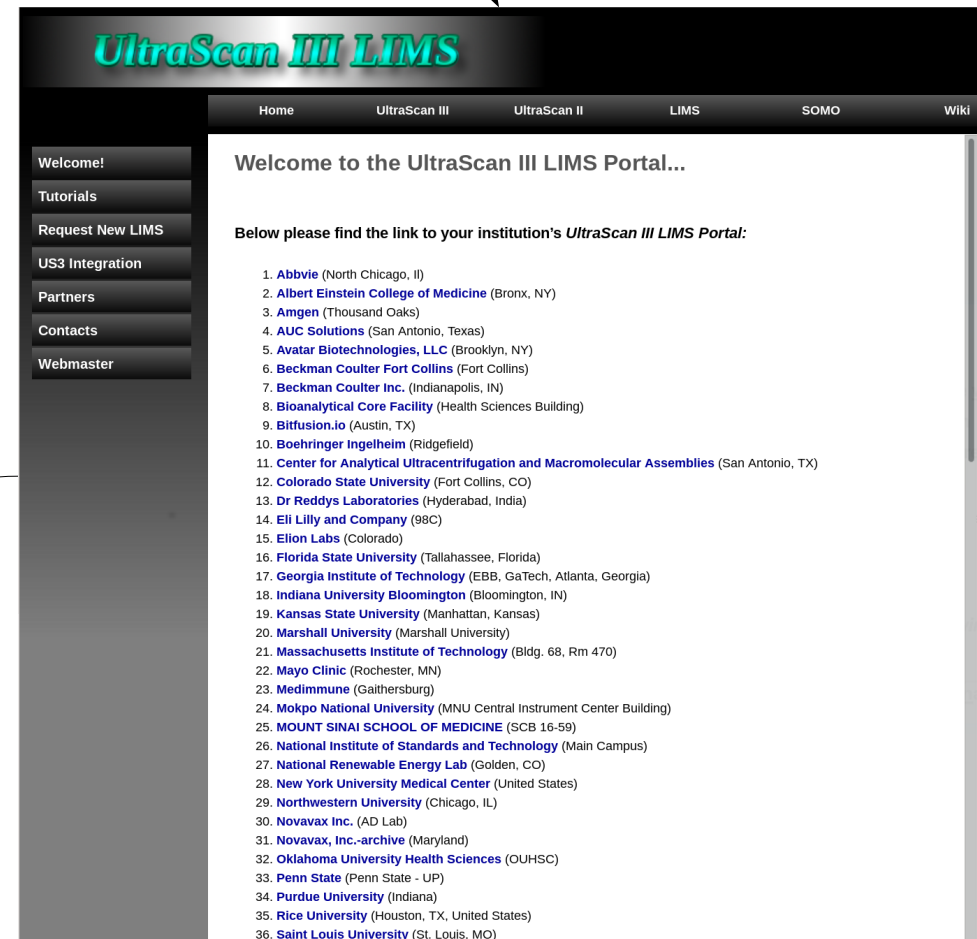 UltraScan III LIMS
Home UltraScan III UltraScan II LIMS SOMO Wiki
Welcome!
Tutorials
Request New LIMS
US3 Integration
Partners
Contacts
Webmaster
Welcome to the UltraScan III LIMS Portal...
Below please find the link to your institution’s UltraScan III LIMS Portal:
1. Abbvie (North Chicago, Il)
2. Albert Einstein College of Medicine (Bronx, NY)
3. Amgen (Thousand Oaks)
4. AUC Solutions (San Antonio, Texas)
5. Avatar Biotechnologies, LLC (Brooklyn, NY)
6. Beckman Coulter Fort Collins (Fort Collins)
7. Beckman Coulter Inc. (Indianapolis, IN)
8. Bioanalytical Core Facility (Health Sciences Building)
9. Bitfusion.io (Austin, TX)
10. Boehringer Ingelheim (Ridgefield)
11. Center for Analytical Ultracentrifugation and Macromolecular Assemblies (San Antonio, TX)
12. Colorado State University (Fort Collins, CO)
13. Dr Reddys Laboratories (Hyderabad, India)
14. Eli Lilly and Company (98C)
15. Elion Labs (Colorado)
16. Florida State University (Tallahassee, Florida)
17. Georgia Institute of Technology (EBB, GaTech, Atlanta, Georgia)
18. Indiana University Bloomington (Bloomington, IN)
19. Kansas State University (Manhattan, Kansas)
20. Marshall University (Marshall University)
21. Massachusetts Institute of Technology (Bldg. 68, Rm 470)
22. Mayo Clinic (Rochester, MN)
23. Medimmune (Gaithersburg)
24. Mokpo National University (MNU Central Instrument Center Building)
25. MOUNT SINAI SCHOOL OF MEDICINE (SCB 16-59)
26. National Institute of Standards and Technology (Main Campus)
27. National Renewable Energy Lab (Golden, CO)
28. New York University Medical Center (United States)
29. Northwestern University (Chicago, IL)
30. Novavax Inc. (AD Lab)
31. Novavax, Inc.-archive (Maryland)
32. Oklahoma University Health Sciences (OUHSC)
33. Penn State (Penn State - UP)
34. Purdue University (Indiana)
35. Rice University (Houston, TX, United States)
36. Saint Louis University (St. Louis, MO)